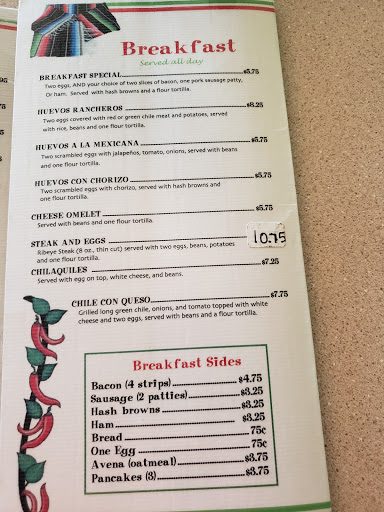 Breakfast
Served all day
BREAKFAST SPECIAL $5.75
Two eggs, AND your choice of two slices of bacon, one pork sausage patty,
Or ham. Served with hash browns and a flour tortilla.
HUEVOS RANCHEROS $8.25
Two eggs covered with red or green chile meat and potatoes, served
with rice, beans and one flour tortilla.
HUEVOS A LA MEXICANA $5.75
Two scrambled eggs with jalapeños, tomato, onions, served with beans
and one flour tortilla.
HUEVOS CON CHORIZO $5.75
Two scrambled eggs with chorizo, served with hash browns and
one flour tortilla.
CHEESE OMELET $5.75
Served with beans and one flour tortilla.
STEAK AND EGGS 10.75
Ribeye Steak (8 oz., thin cut) served with two eggs, beans, potatoes
and one flour tortilla.
CHILAQUILES $7.25
Served with egg on top, white cheese, and beans.
CHILE CON QUESO $7.75
Grilled long green chile, onions, and tomato topped with white
cheese and two eggs, served with beans and a flour tortilla.
Breakfast Sides
Bacon (4 strips) $4.75
Sausage (2 patties) $3.25
Hash browns $3.25
Ham $3.25
Bread 75¢
One Egg 75¢
Avena (oatmeal) $3.75
Pancakes (3) $3.75